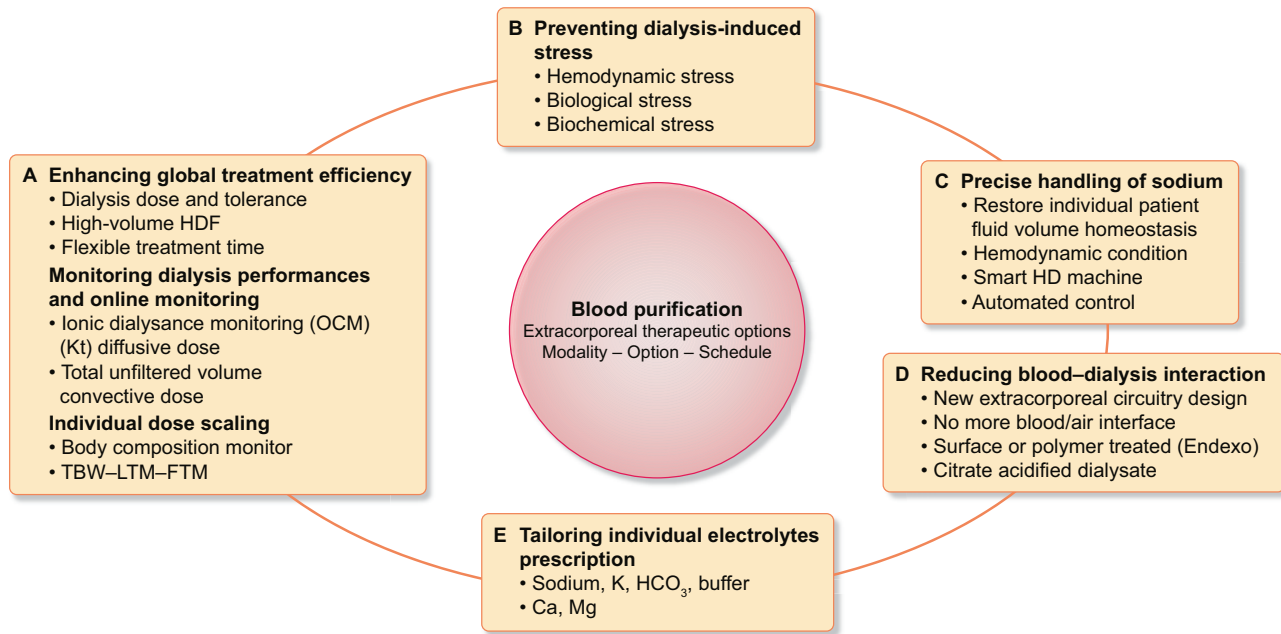 B Preventing dialysis-induced
stress
• Hemodynamic stress
• Biological stress
• Biochemical stress
A Enhancing global treatment efficiency
• Dialysis dose and tolerance
• High-volume HDF
• Flexible treatment time
Monitoring dialysis performances
and online monitoring
• Ionic dialysance monitoring (OCM)
(Kt) diffusive dose
• Total unfiltered volume
convective dose
Individual dose scaling
• Body composition monitor
• TBW–LTM–FTM
Blood purification
Extracorporeal therapeutic options
Modality – Option – Schedule
C Precise handling of sodium
• Restore individual patient
fluid volume homeostasis
• Hemodynamic condition
• Smart HD machine
• Automated control
D Reducing blood–dialysis interaction
• New extracorporeal circuitry design
• No more blood/air interface
• Surface or polymer treated (Endexo)
• Citrate acidified dialysate
E Tailoring individual electrolytes
prescription
• Sodium, K, HCO₃, buffer
• Ca, Mg